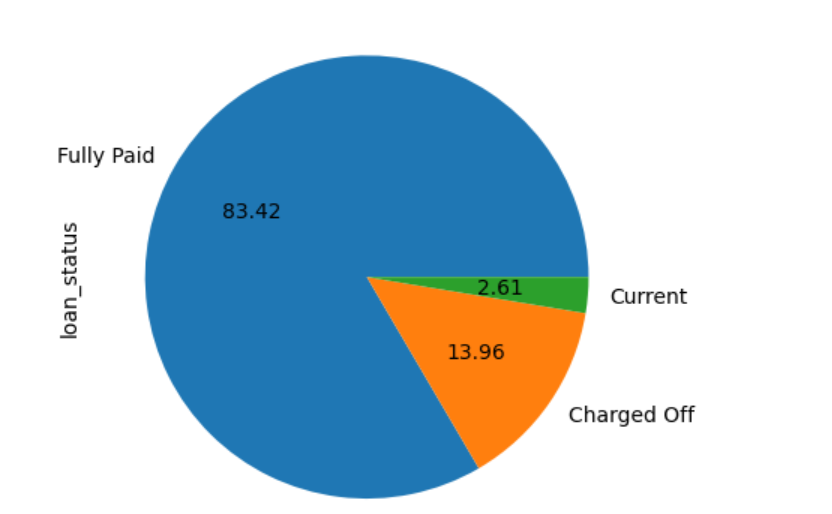 Fully Paid
83.42
loan_status
2.61
Current
13.96
Charged Off